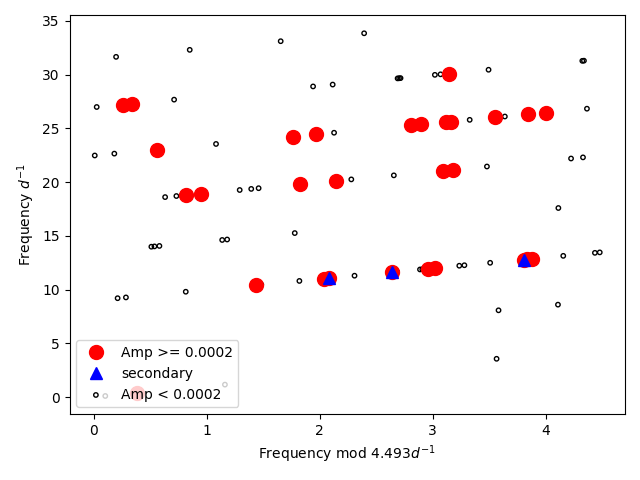 35
30
25
20
15
10
5
0
Frequency $d^{-1}$
Amp >= 0.0002
secondary
Amp < 0.0002
0 1 2 3 4
Frequency mod 4.493$d^{-1}$